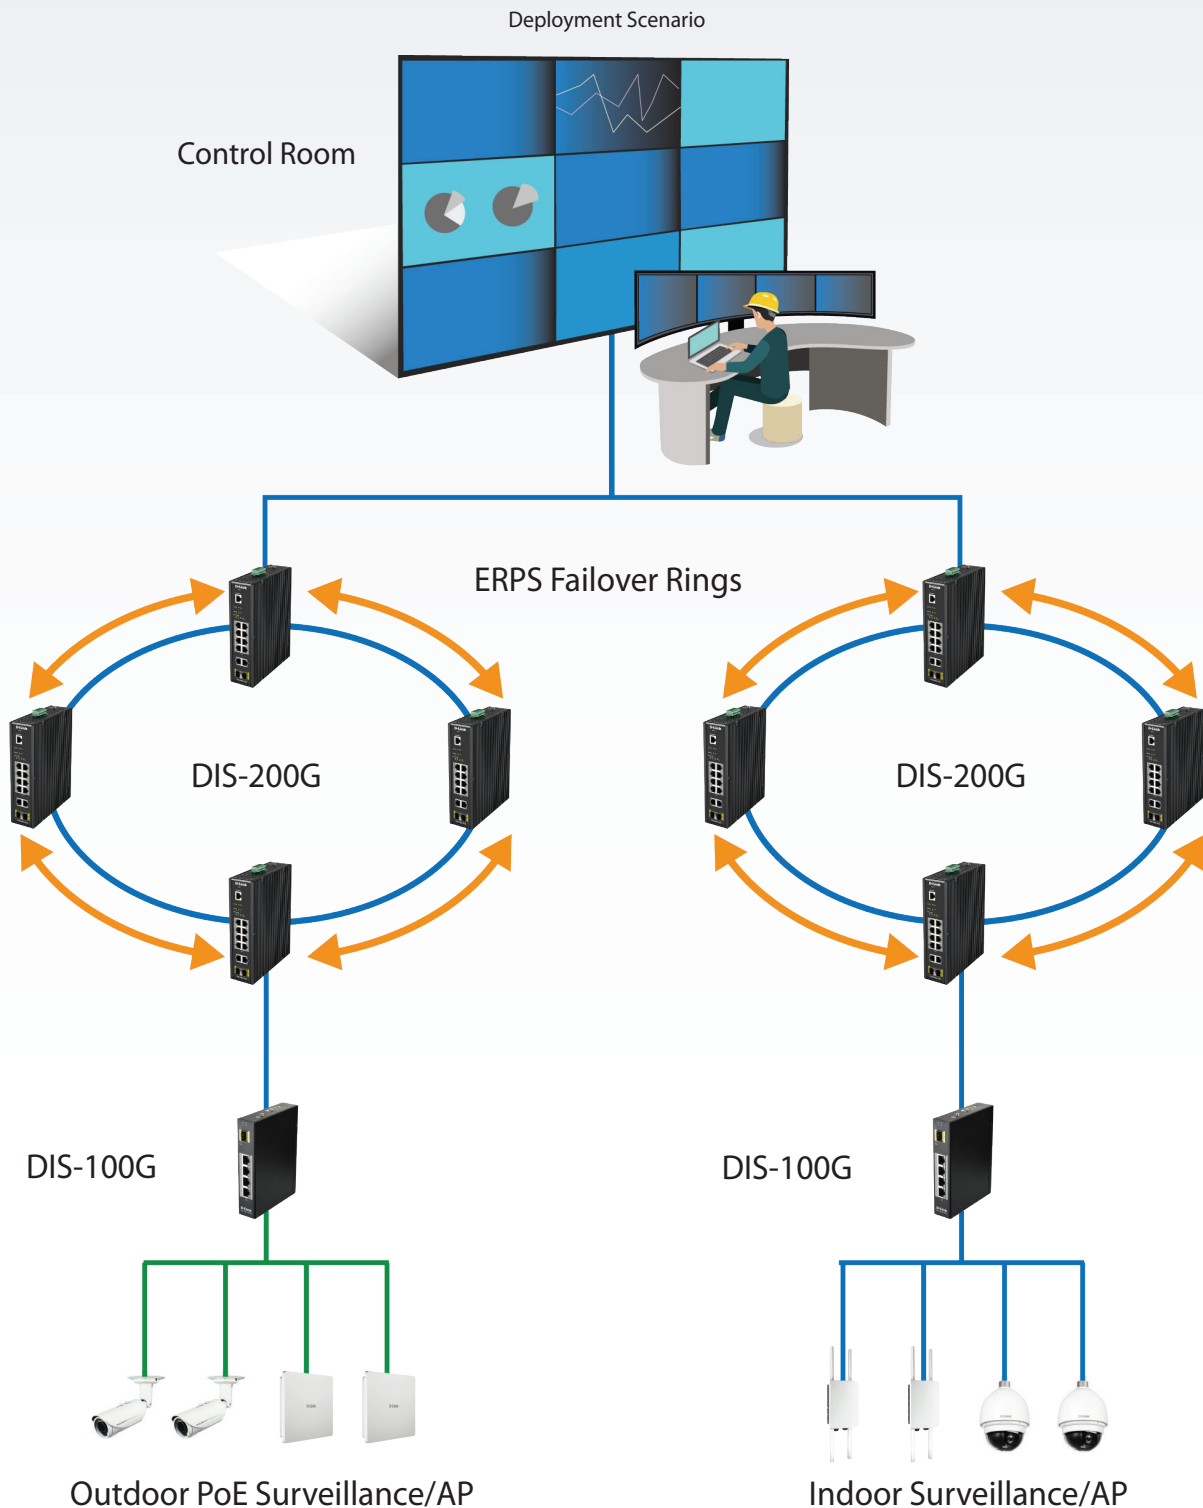 Deployment Scenario
Control Room
ERPS Failover Rings
DIS-200G
DIS-200G
DIS-100G
DIS-100G
Outdoor PoE Surveillance/AP
Indoor Surveillance/AP